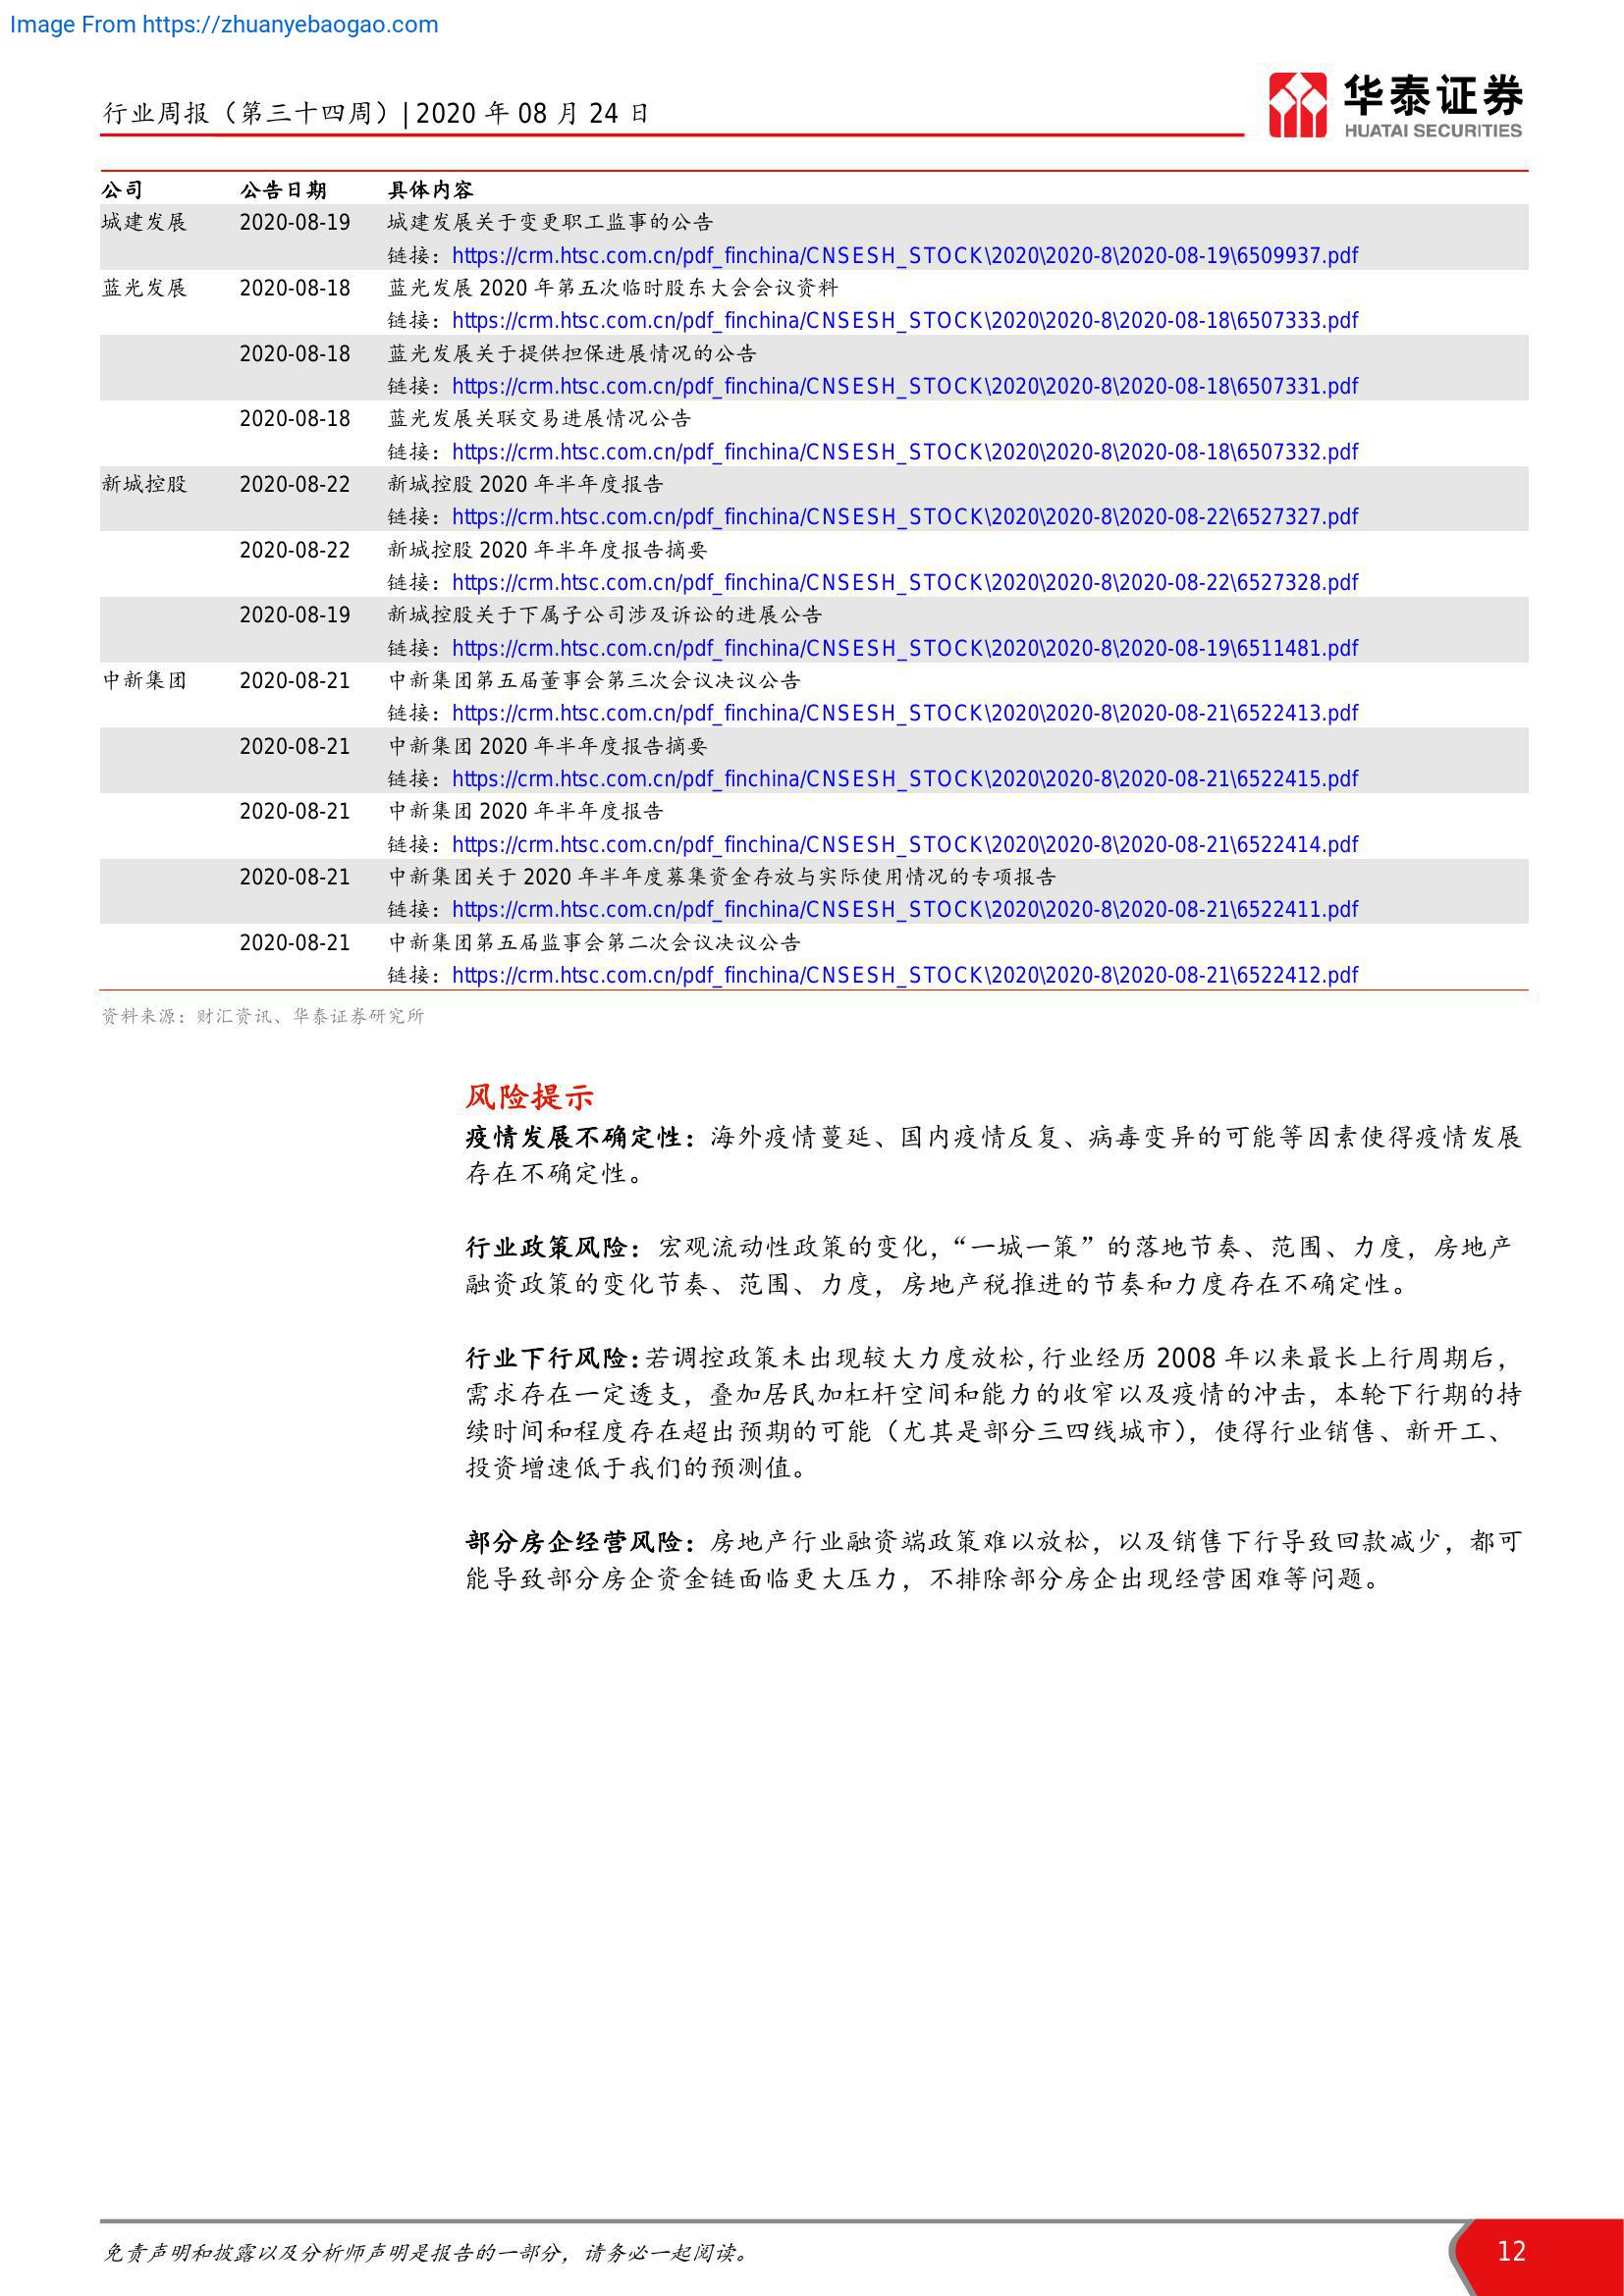 Image From https://zhuanyebaogao.com
行业周报（第三十四周）| 2020 年 08 月 24 日
华泰证券
HUATAI SECURITIES
公司 公告日期 具体内容
城建发展 2020-08-19 城建发展关于变更职工监事的公告
链接：https://crm.htsc.com.cn/pdf_finchina/CNSESH_STOCK\2020\2020-8\2020-08-19\6509937.pdf
蓝光发展 2020-08-18 蓝光发展 2020 年第五次临时股东大会会议资料
链接：https://crm.htsc.com.cn/pdf_finchina/CNSESH_STOCK\2020\2020-8\2020-08-18\6507333.pdf
2020-08-18 蓝光发展关于提供担保进展情况的公告
链接：https://crm.htsc.com.cn/pdf_finchina/CNSESH_STOCK\2020\2020-8\2020-08-18\6507331.pdf
2020-08-18 蓝光发展关联交易进展情况公告
链接：https://crm.htsc.com.cn/pdf_finchina/CNSESH_STOCK\2020\2020-8\2020-08-18\6507332.pdf
新城控股 2020-08-22 新城控股 2020 年半年度报告
链接：https://crm.htsc.com.cn/pdf_finchina/CNSESH_STOCK\2020\2020-8\2020-08-22\6527327.pdf
2020-08-22 新城控股 2020 年半年度报告摘要
链接：https://crm.htsc.com.cn/pdf_finchina/CNSESH_STOCK\2020\2020-8\2020-08-22\6527328.pdf
2020-08-19 新城控股关于下属子公司涉及诉讼的进展公告
链接：https://crm.htsc.com.cn/pdf_finchina/CNSESH_STOCK\2020\2020-8\2020-08-19\6511481.pdf
中新集团 2020-08-21 中新集团第五届董事会第三次会议决议公告
链接：https://crm.htsc.com.cn/pdf_finchina/CNSESH_STOCK\2020\2020-8\2020-08-21\6522413.pdf
2020-08-21 中新集团 2020 年半年度报告摘要
链接：https://crm.htsc.com.cn/pdf_finchina/CNSESH_STOCK\2020\2020-8\2020-08-21\6522415.pdf
2020-08-21 中新集团 2020 年半年度报告
链接：https://crm.htsc.com.cn/pdf_finchina/CNSESH_STOCK\2020\2020-8\2020-08-21\6522414.pdf
2020-08-21 中新集团关于 2020 年半年度募集资金存放与实际使用情况的专项报告
链接：https://crm.htsc.com.cn/pdf_finchina/CNSESH_STOCK\2020\2020-8\2020-08-21\6522411.pdf
2020-08-21 中新集团第五届监事会第二次会议决议公告
链接：https://crm.htsc.com.cn/pdf_finchina/CNSESH_STOCK\2020\2020-8\2020-08-21\6522412.pdf
资料来源：财汇资讯、华泰证券研究所
风险提示
疫情发展不确定性：海外疫情蔓延、国内疫情反复、病毒变异的可能等因素使得疫情发展
存在不确定性。
行业政策风险：宏观流动性政策的变化，“一城一策”的落地节奏、范围、力度，房地产
融资政策的变化节奏、范围、力度，房地产税推进的节奏和力度存在不确定性。
行业下行风险：若调控政策未出现较大力度放松，行业经历 2008 年以来最长上行周期后，
需求存在一定透支，叠加居民加杠杆空间和能力的收窄以及疫情的冲击，本轮下行期的持
续时间和程度存在超出预期的可能（尤其是部分三四线城市），使得行业销售、新开工、
投资增速低于我们的预测值。
部分房企经营风险：房地产行业融资端政策难以放松，以及销售下行导致回款减少，都可
能导致部分房企资金链面临更大压力，不排除部分房企出现经营困难等问题。
免责声明和披露以及分析师声明是报告的一部分，请务必一起阅读。
12